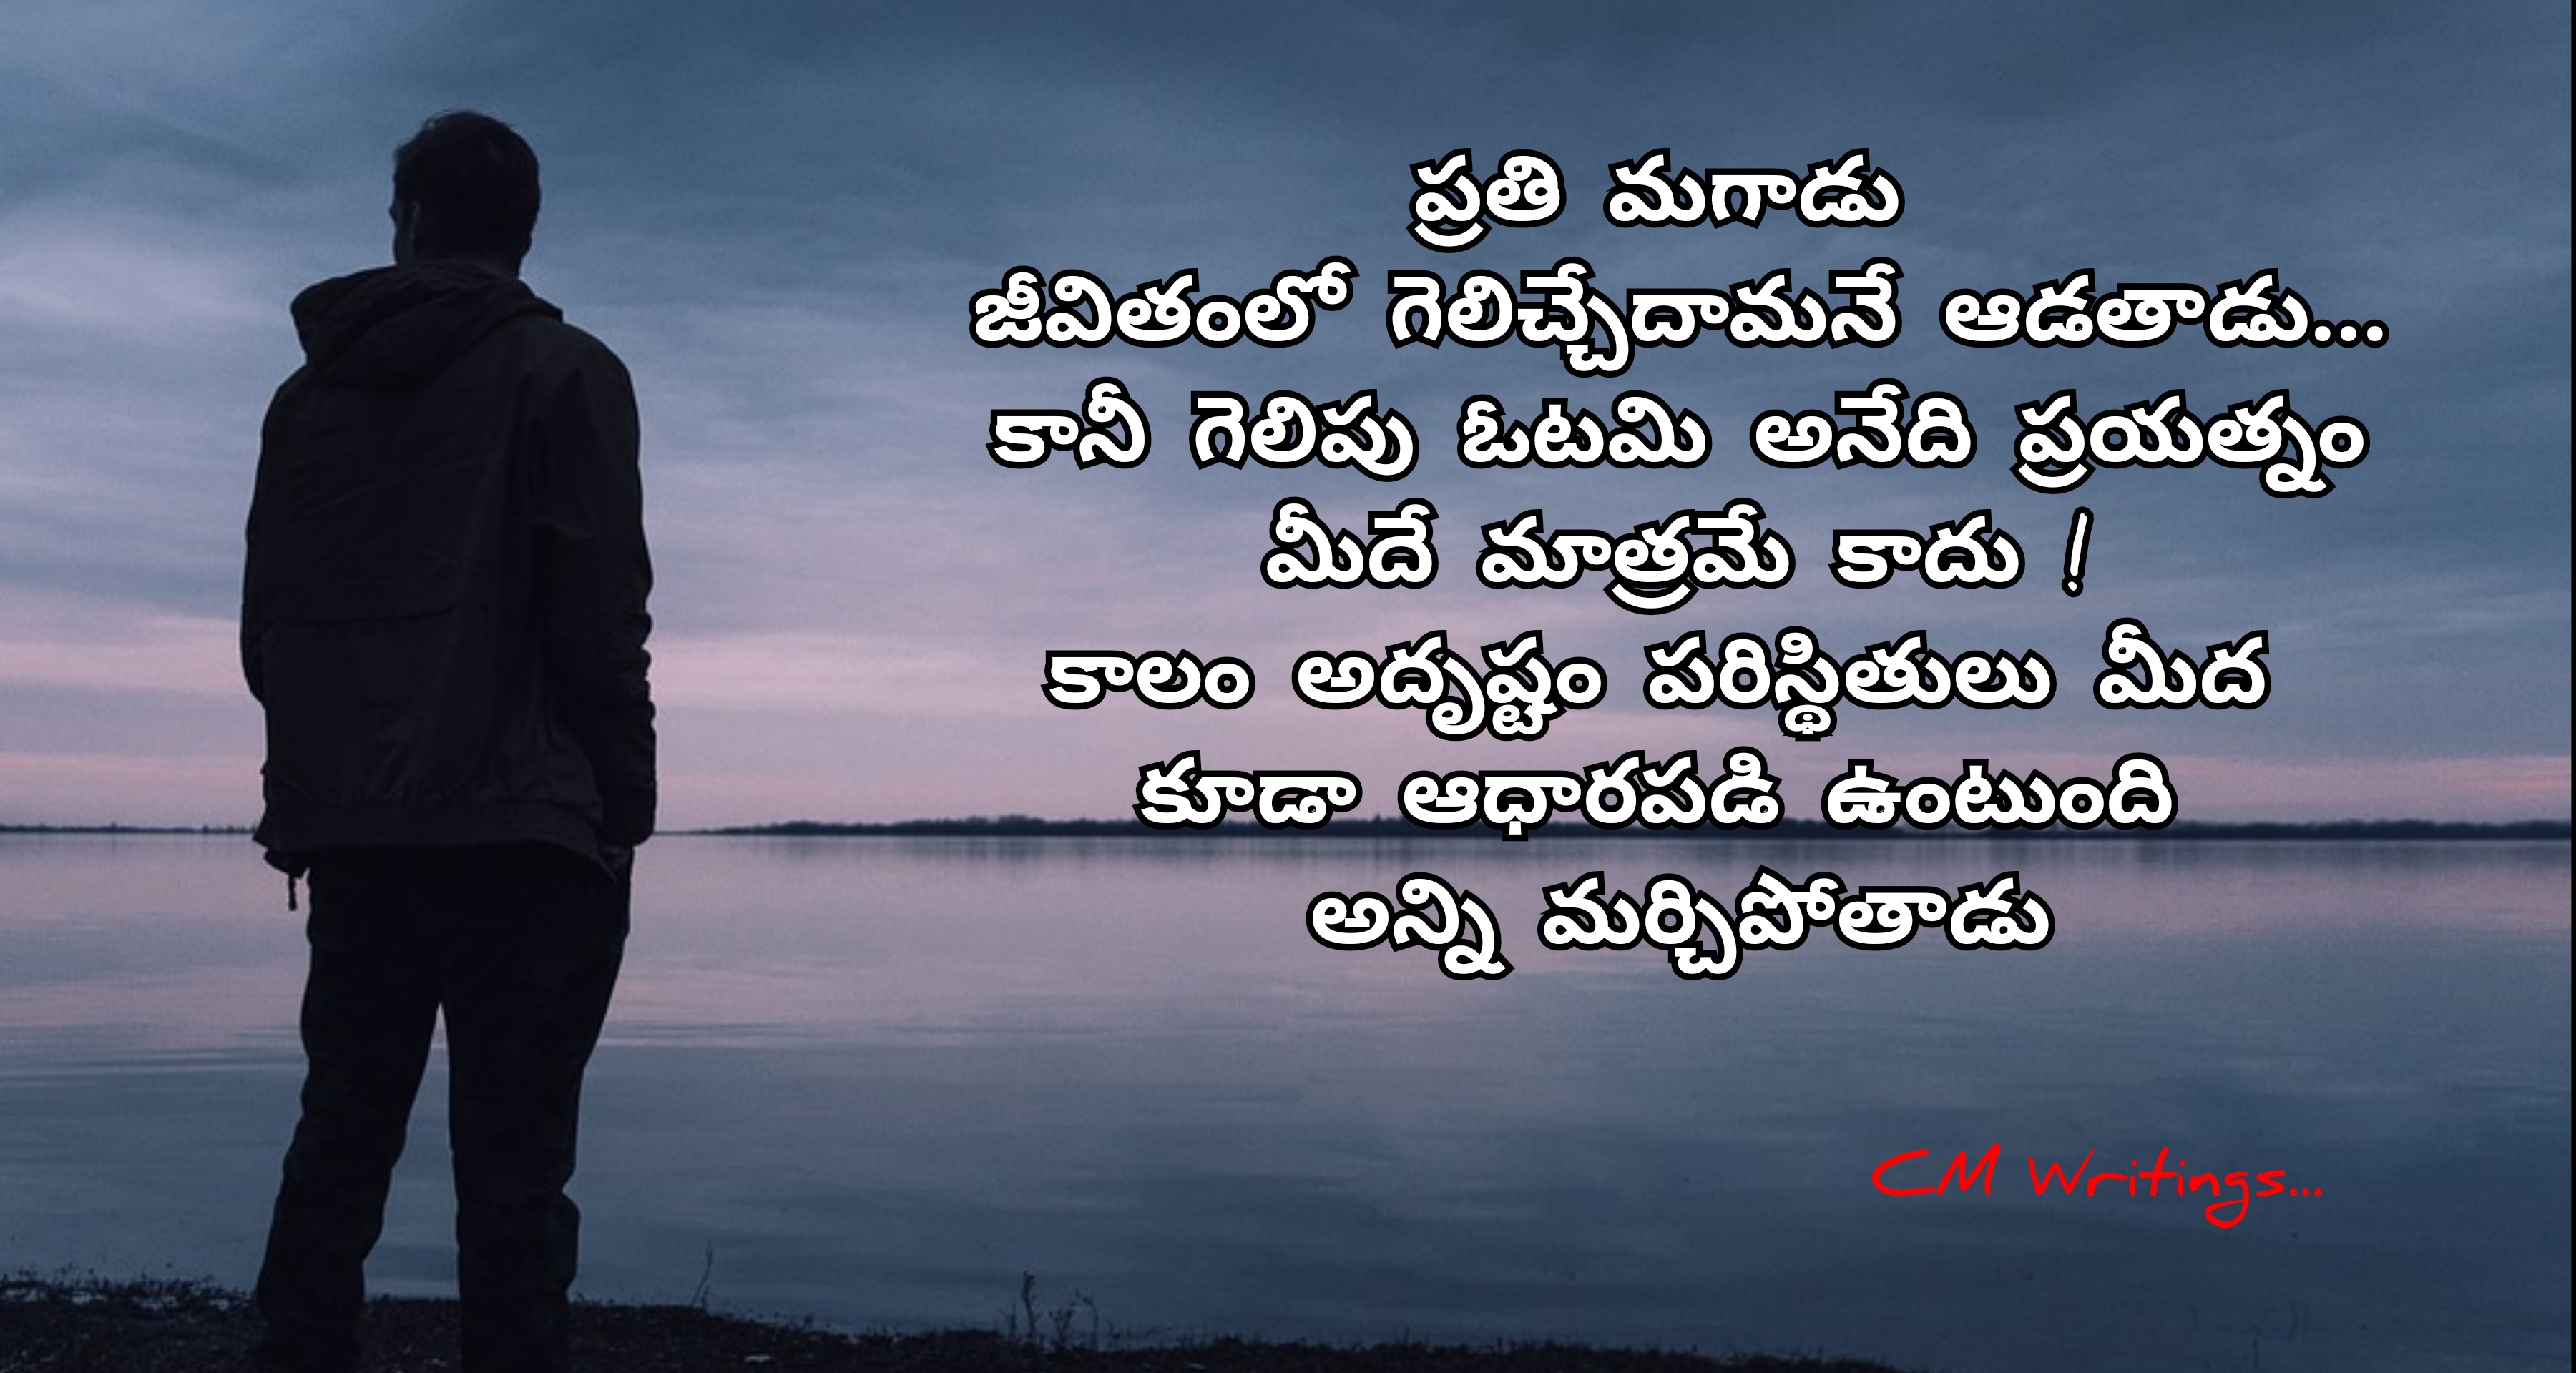 ప్రతి మగాడు
జీవితంలో గెలిచ్చేదామనే ఆడతాడు...
కానీ గెలిపు ఓటమి అనేది ప్రయత్నం
మీదే మాత్రమే కాదు !
కాలం అదృష్టం పరిస్థితులు మీద
కూడా ఆధారపడి ఉంటుంది
అన్ని మర్చిపోతాడు
CM Writings...